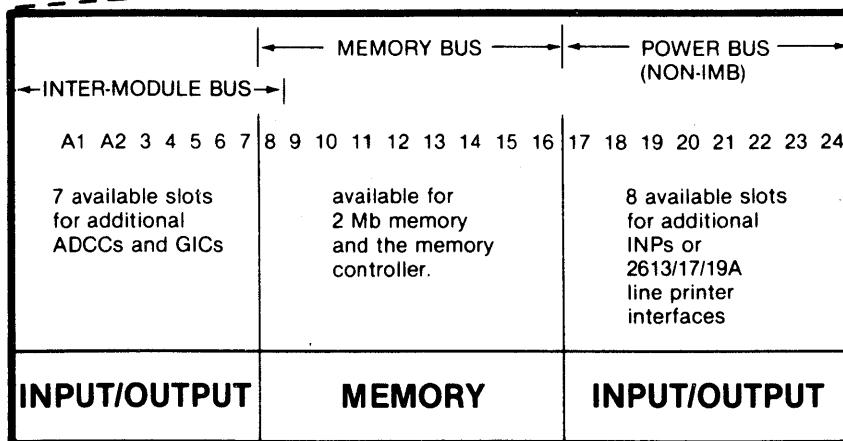 MEMORY BUS
POWER BUS
(NON-IMB)
INTER-MODULE BUS
A1 A2 3 4 5 6 7 8 9 10 11 12 13 14 15 16 17 18 19 20 21 22 23 24
7 available slots
for additional
ADCCs and GICs
available for
2 Mb memory
and the memory
controller.
8 available slots
for additional
INPs or
2613/17/19A
line printer
interfaces
INPUT/OUTPUT
MEMORY
INPUT/OUTPUT